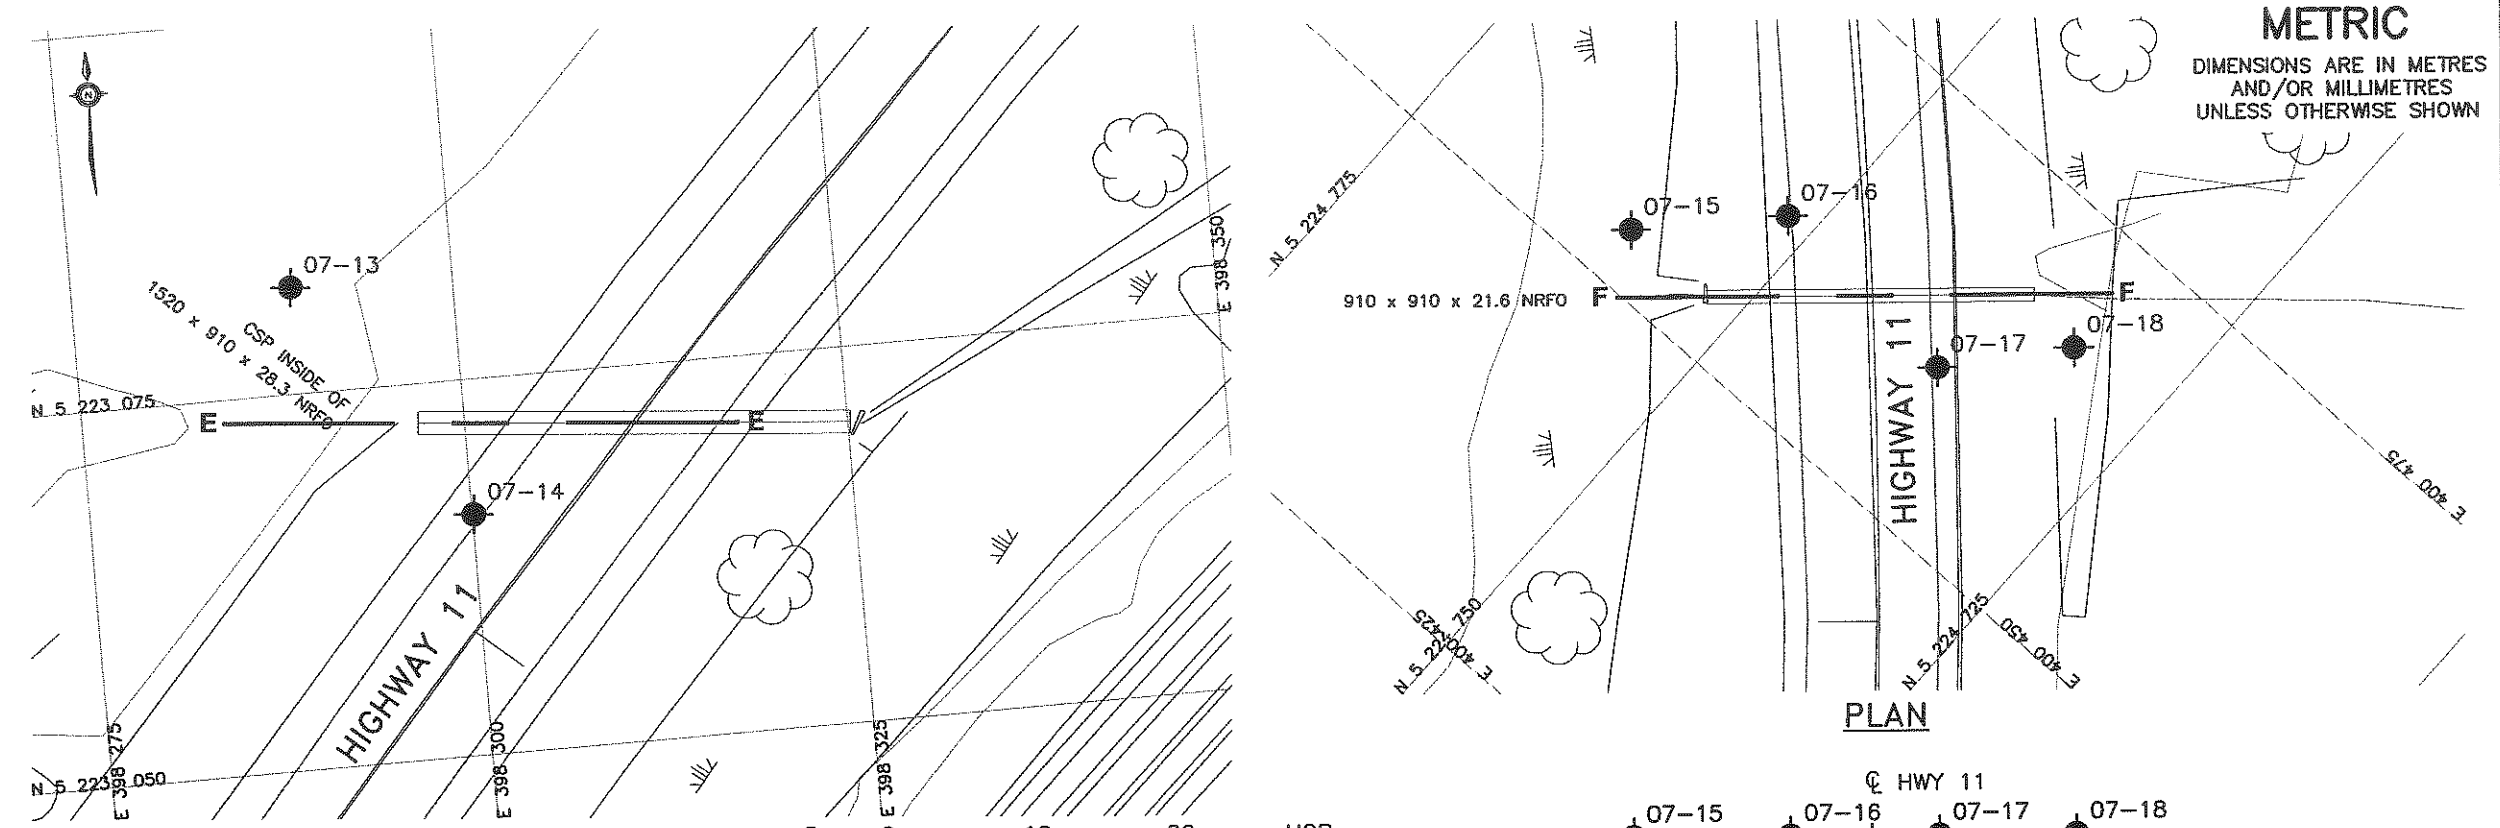 METRIC
DIMENSIONS ARE IN METRES
AND/OR MILLIMETRES
UNLESS OTHERWISE SHOWN
N
07-13
1520 x 910 x 28.3 NRFO
CSP INSIDE OF
N 5 223 075
E
E
07-14
HIGHWAY 11
N 5 223 050
E 398 275
E 398 300
E 398 325
E 398 350
N 5 224 775
07-15
07-16
910 x 910 x 21.6 NRFO
F
F
07-17
07-18
HIGHWAY 11
E 400 475
E 400 425
N 5 224 750
N 5 224 725
E 400 450
PLAN
℄ HWY 11
07-15
07-16
07-17
07-18